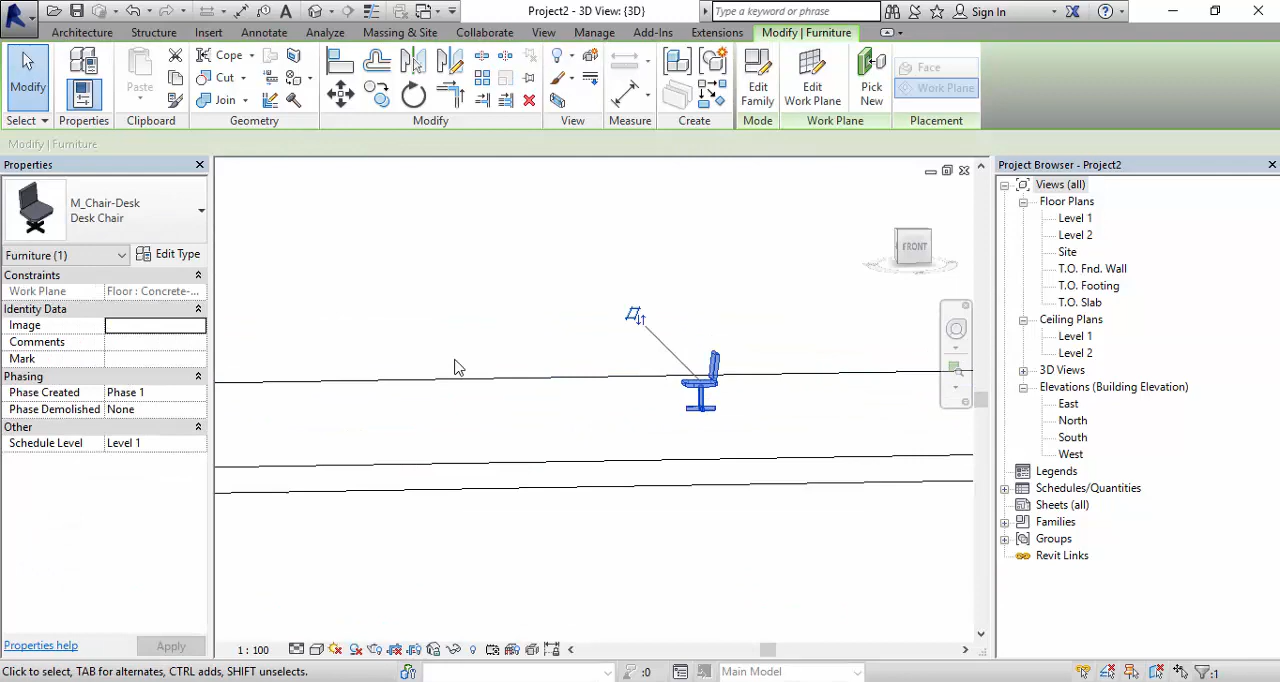 Project2 - 3D View: {3D}
Type a keyword or phrase
Sign In
Architecture
Structure
Insert
Annotate
Analyze
Massing & Site
Collaborate
View
Manage
Add-Ins
Extensions
Modify | Furniture
Modify
Paste
Cope
Cut
Join
Edit
Family
Edit
Work Plane
Pick
New
Face
Work Plane
Select
Properties
Clipboard
Geometry
Modify
View
Measure
Create
Mode
Work Plane
Placement
Modify | Furniture
Properties
M_Chair-Desk
Desk Chair
Furniture (1)
Edit Type
Constraints
Work Plane
Floor : Concrete-...
Identity Data
Image
Comments
Mark
Phasing
Phase Created
Phase 1
Phase Demolished
None
Other
Schedule Level
Level 1
Properties help
Apply
FRONT
1 : 100
Project Browser - Project2
Views (all)
Floor Plans
Level 1
Level 2
Site
T.O. Fnd. Wall
T.O. Footing
T.O. Slab
Ceiling Plans
Level 1
Level 2
3D Views
Elevations (Building Elevation)
East
North
South
West
Legends
Schedules/Quantities
Sheets (all)
Families
Groups
Revit Links
Click to select, TAB for alternates, CTRL adds, SHIFT unselects.
:0
Main Model
:1